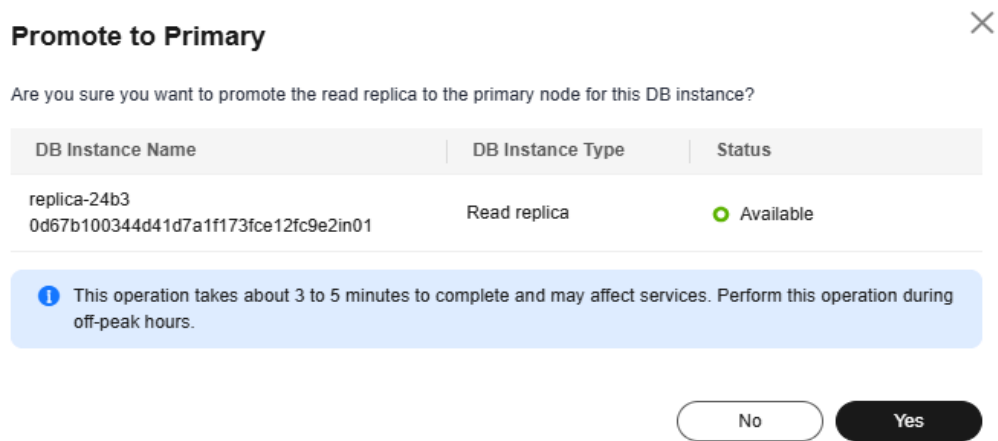 Promote to Primary
Are you sure you want to promote the read replica to the primary node for this DB instance?
DB Instance Name DB Instance Type Status
replica-24b3
0d67b100344d41d7a1f173fce12fc9e2in01
Read replica
Available
This operation takes about 3 to 5 minutes to complete and may affect services. Perform this operation during
off-peak hours.
No Yes